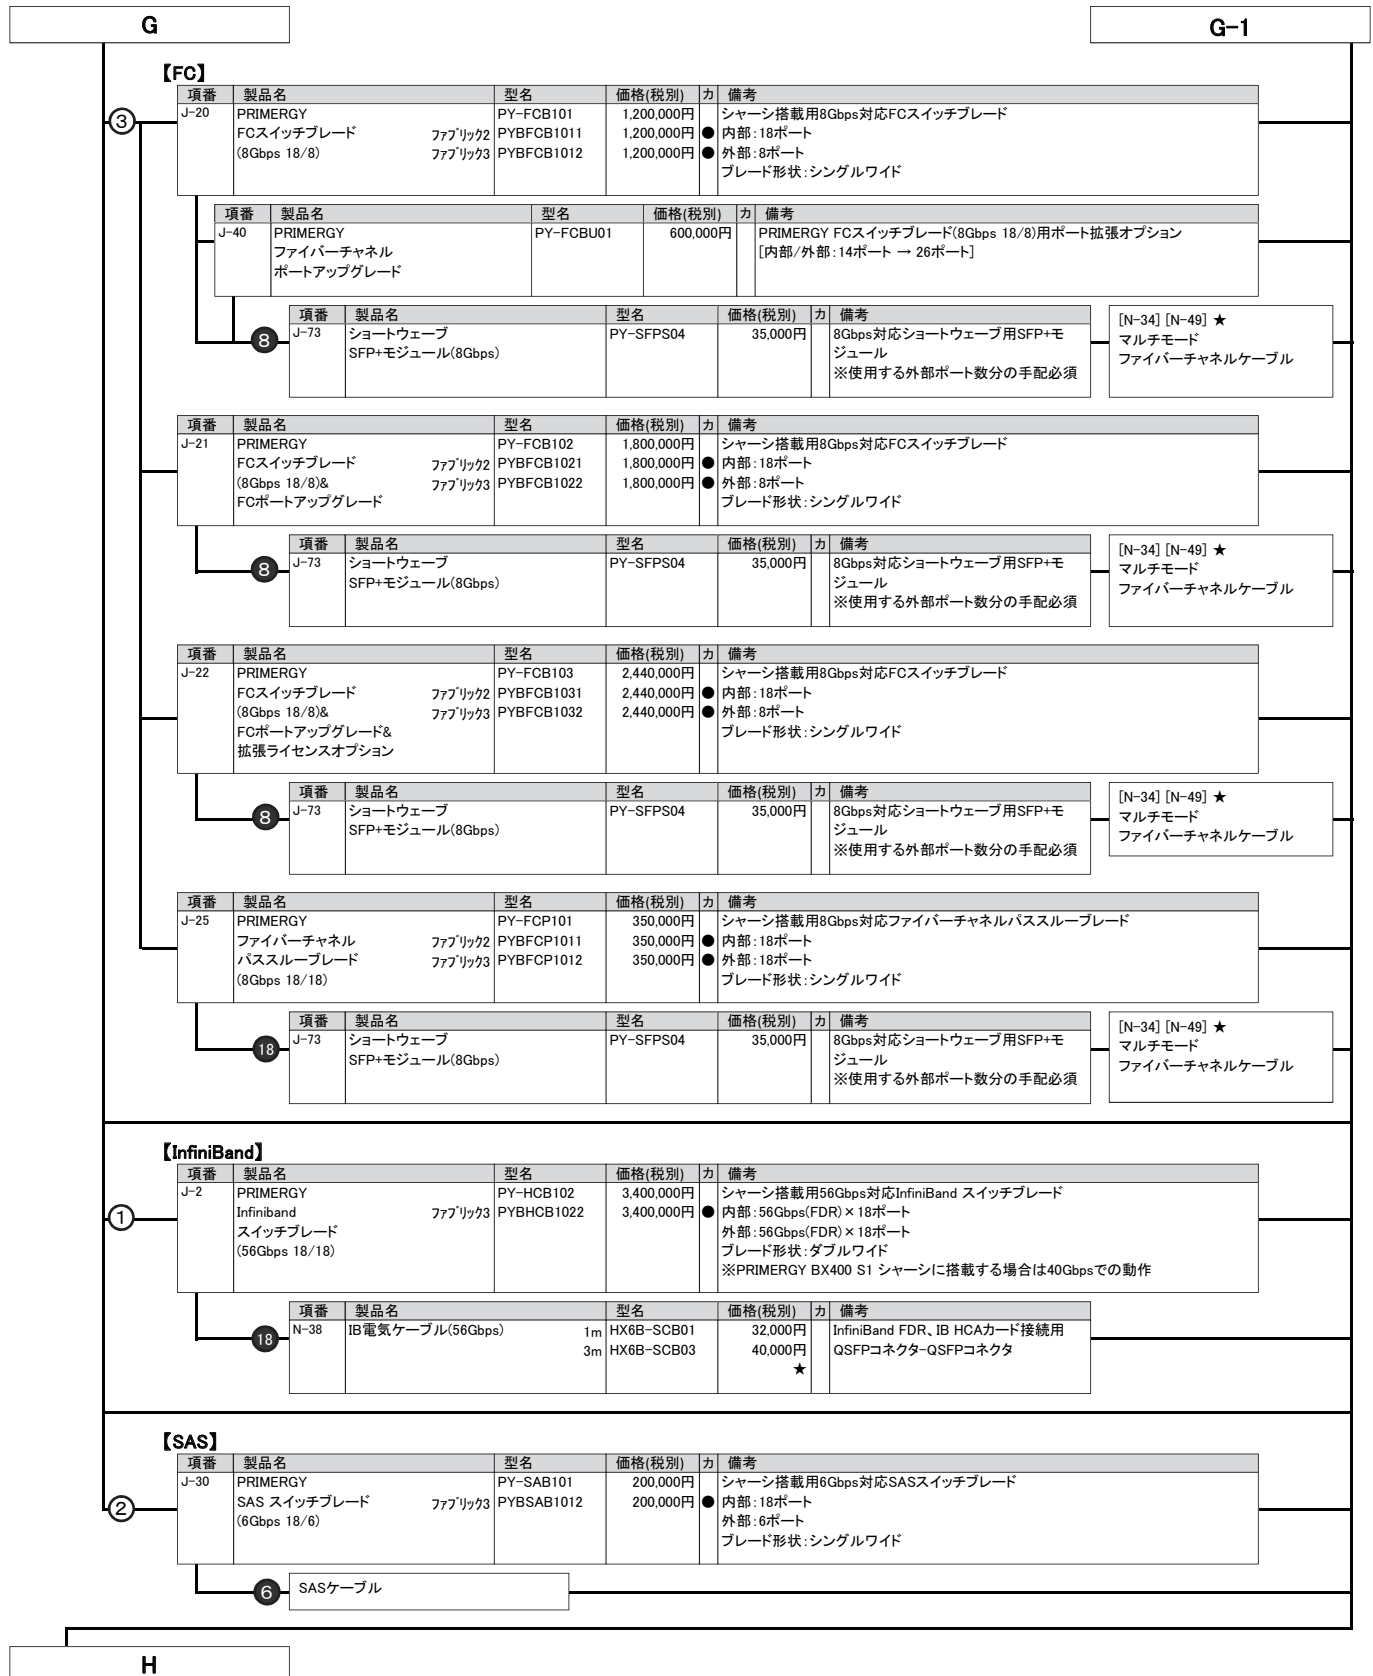 G
G-1
【FC】
項番 製品名 型名 価格(税別) カ 備考
J-20 PRIMERGY PY-FCB101 1,200,000円 シャーシ搭載用8Gbps対応FCスイッチブレード
③ FCスイッチブレード ファブリック2 PYBFCB1011 1,200,000円 ● 内部：18ポート
(8Gbps 18/8) ファブリック3 PYBFCB1012 1,200,000円 ● 外部：8ポート
ブレード形状：シングルワイド
項番 製品名 型名 価格(税別) カ 備考
J-40 PRIMERGY PY-FCBU01 600,000円 PRIMERGY FCスイッチブレード(8Gbps 18/8)用ポート拡張オプション
ファイバーチャネル [内部/外部：14ポート → 26ポート]
ポートアップグレード
項番 製品名 型名 価格(税別) カ 備考
8 J-73 ショートウェーブ PY-SFPS04 35,000円 8Gbps対応ショートウェーブ用SFP+モ
SFP+モジュール(8Gbps) ジュール
※使用する外部ポート数分の手配必須
[N-34] [N-49] ★
マルチモード
ファイバーチャネルケーブル
項番 製品名 型名 価格(税別) カ 備考
J-21 PRIMERGY PY-FCB102 1,800,000円 シャーシ搭載用8Gbps対応FCスイッチブレード
FCスイッチブレード ファブリック2 PYBFCB1021 1,800,000円 ● 内部：18ポート
(8Gbps 18/8)& ファブリック3 PYBFCB1022 1,800,000円 ● 外部：8ポート
FCポートアップグレード ブレード形状：シングルワイド
項番 製品名 型名 価格(税別) カ 備考
8 J-73 ショートウェーブ PY-SFPS04 35,000円 8Gbps対応ショートウェーブ用SFP+モ
SFP+モジュール(8Gbps) ジュール
※使用する外部ポート数分の手配必須
[N-34] [N-49] ★
マルチモード
ファイバーチャネルケーブル
項番 製品名 型名 価格(税別) カ 備考
J-22 PRIMERGY PY-FCB103 2,440,000円 シャーシ搭載用8Gbps対応FCスイッチブレード
FCスイッチブレード ファブリック2 PYBFCB1031 2,440,000円 ● 内部：18ポート
(8Gbps 18/8)& ファブリック3 PYBFCB1032 2,440,000円 ● 外部：8ポート
FCポートアップグレード& ブレード形状：シングルワイド
拡張ライセンスオプション
項番 製品名 型名 価格(税別) カ 備考
8 J-73 ショートウェーブ PY-SFPS04 35,000円 8Gbps対応ショートウェーブ用SFP+モ
SFP+モジュール(8Gbps) ジュール
※使用する外部ポート数分の手配必須
[N-34] [N-49] ★
マルチモード
ファイバーチャネルケーブル
項番 製品名 型名 価格(税別) カ 備考
J-25 PRIMERGY PY-FCP101 350,000円 シャーシ搭載用8Gbps対応ファイバーチャネルパススルーブレード
ファイバーチャネル ファブリック2 PYBFCP1011 350,000円 ● 内部：18ポート
パススルーブレード ファブリック3 PYBFCP1012 350,000円 ● 外部：18ポート
(8Gbps 18/18) ブレード形状：シングルワイド
項番 製品名 型名 価格(税別) カ 備考
18 J-73 ショートウェーブ PY-SFPS04 35,000円 8Gbps対応ショートウェーブ用SFP+モ
SFP+モジュール(8Gbps) ジュール
※使用する外部ポート数分の手配必須
[N-34] [N-49] ★
マルチモード
ファイバーチャネルケーブル
【InfiniBand】
項番 製品名 型名 価格(税別) カ 備考
J-2 PRIMERGY PY-HCB102 3,400,000円 シャーシ搭載用56Gbps対応InfiniBand スイッチブレード
① Infiniband ファブリック3 PYBHCB1022 3,400,000円 ● 内部：56Gbps(FDR)×18ポート
スイッチブレード 外部：56Gbps(FDR)×18ポート
(56Gbps 18/18) ブレード形状：ダブルワイド
※PRIMERGY BX400 S1 シャーシに搭載する場合は40Gbpsでの動作
項番 製品名 型名 価格(税別) カ 備考
18 N-38 IB電気ケーブル(56Gbps) 1m HX6B-SCB01 32,000円 InfiniBand FDR、IB HCAカード接続用
3m HX6B-SCB03 40,000円 QSFPコネクタ-QSFPコネクタ
★
【SAS】
項番 製品名 型名 価格(税別) カ 備考
J-30 PRIMERGY PY-SAB101 200,000円 シャーシ搭載用6Gbps対応SASスイッチブレード
② SAS スイッチブレード ファブリック3 PYBSAB1012 200,000円 ● 内部：18ポート
(6Gbps 18/6) 外部：6ポート
ブレード形状：シングルワイド
6 SASケーブル
H